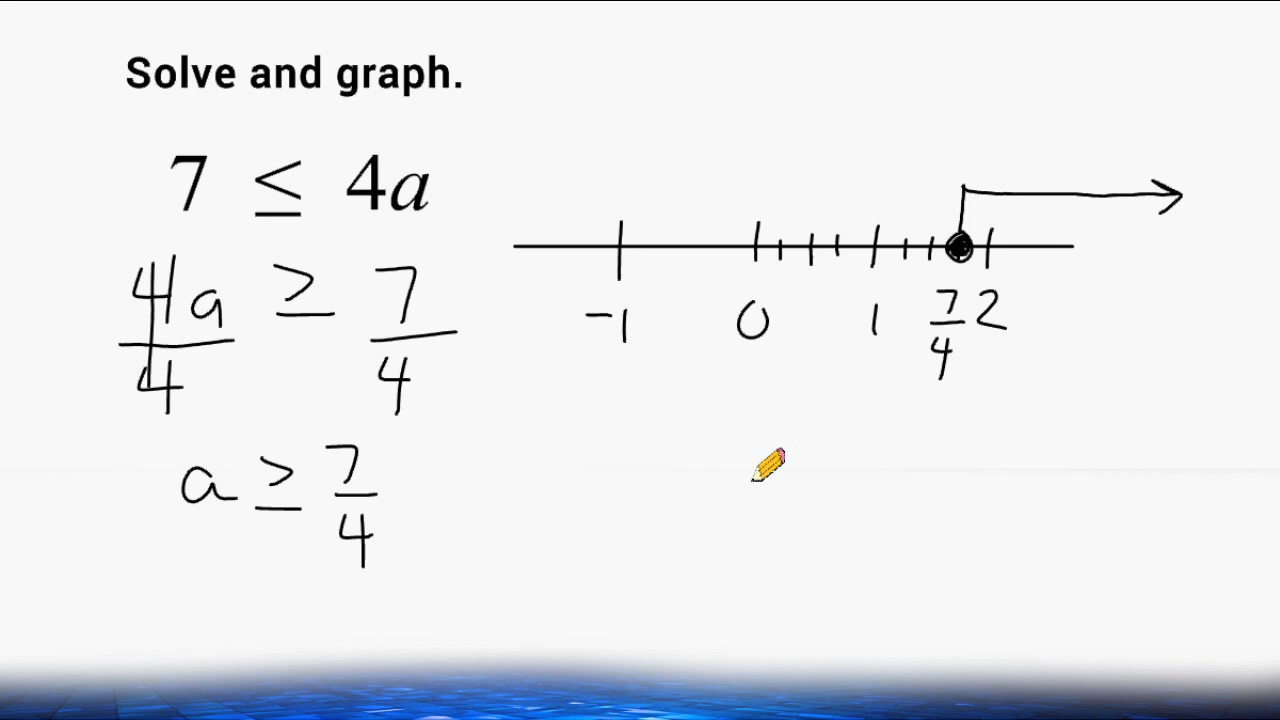 Solve and graph.
7 ≤ 4a
4a/4 ≥ 7/4
a ≥ 7/4
-1 0 1 7/4 2